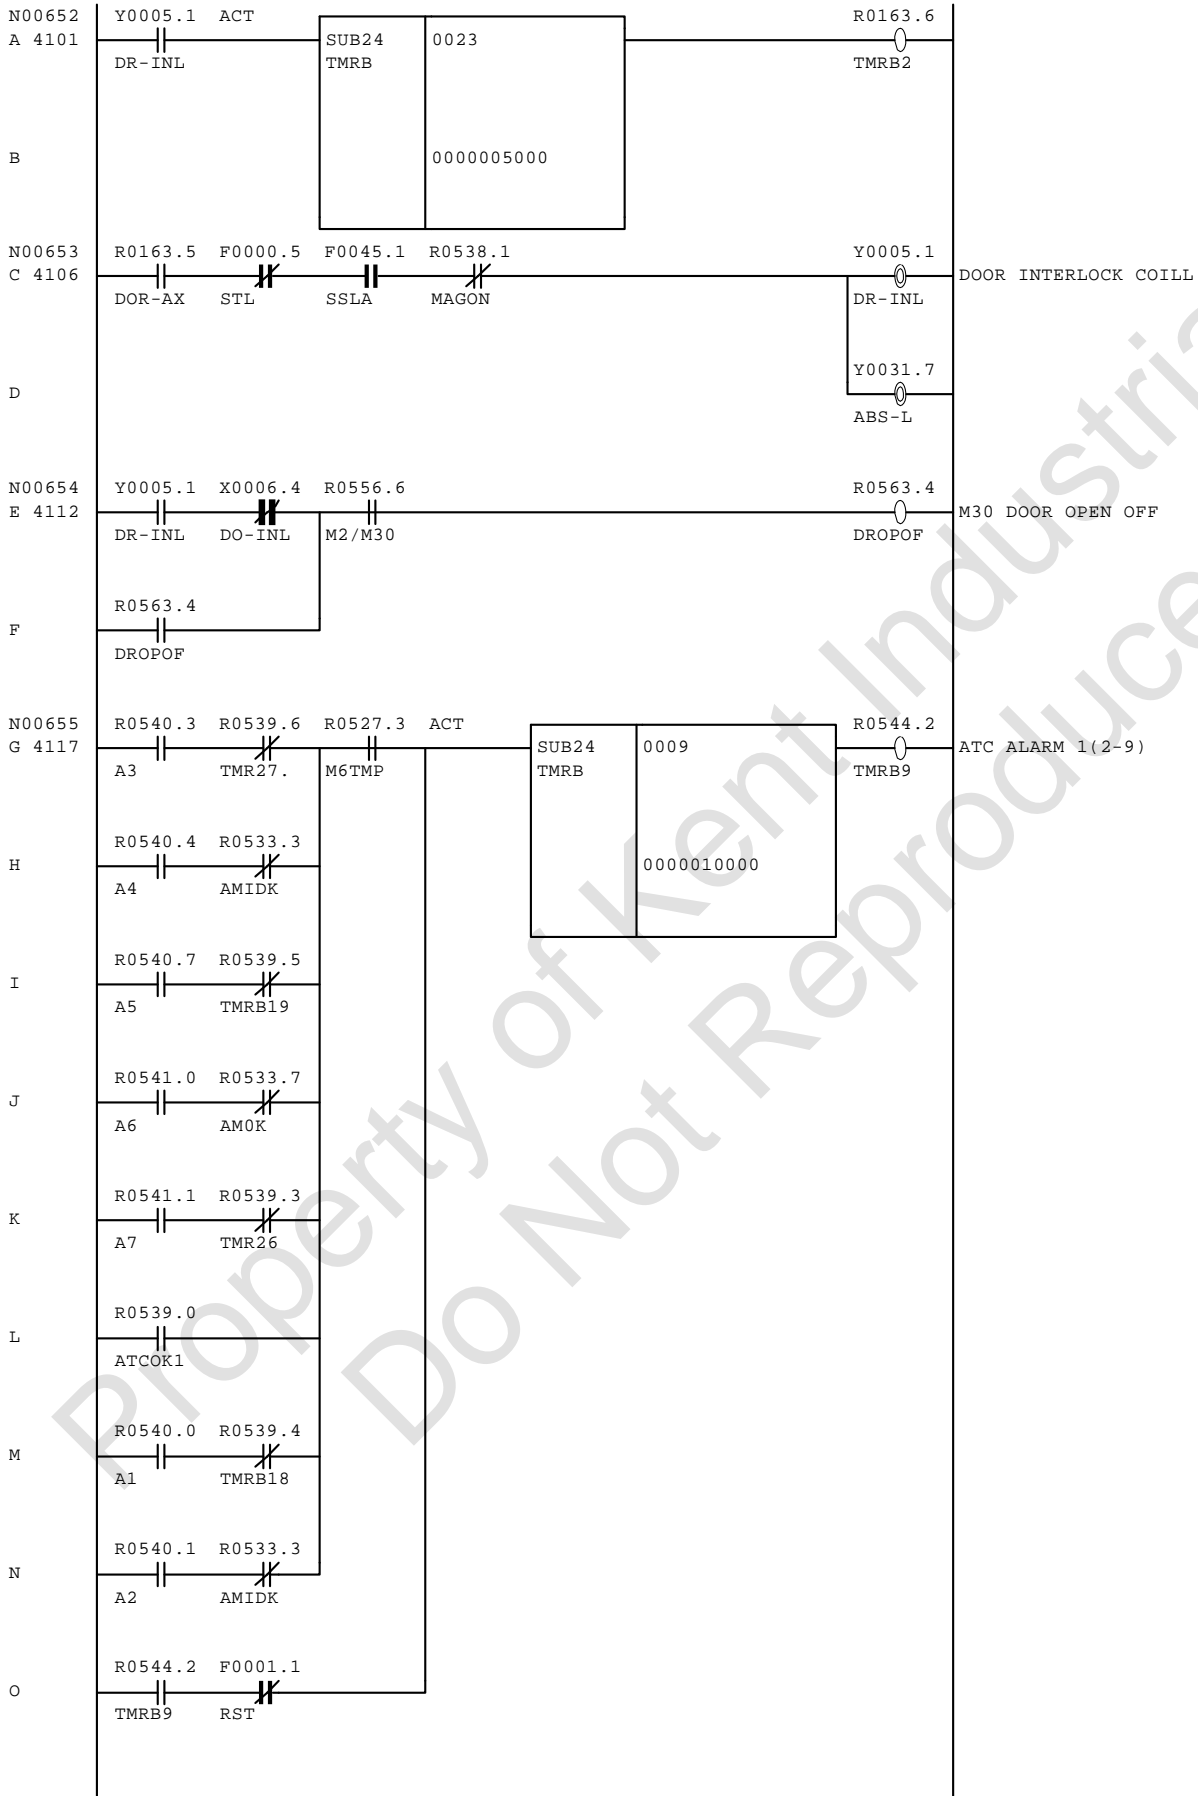 N00652 Y0005.1 ACT R0163.6
A 4101 SUB24 0023
DR-INL TMRB TMRB2
B 0000005000
N00653 R0163.5 F0000.5 F0045.1 R0538.1 Y0005.1
C 4106 DOOR INTERLOCK COILL
DOR-AX STL SSLA MAGON DR-INL
Y0031.7
D
ABS-L
N00654 Y0005.1 X0006.4 R0556.6 R0563.4
E 4112 M30 DOOR OPEN OFF
DR-INL DO-INL M2/M30 DROPOF
R0563.4
F
DROPOF
N00655 R0540.3 R0539.6 R0527.3 ACT R0544.2
G 4117 SUB24 0009 ATC ALARM 1(2-9)
A3 TMR27. M6TMP TMRB TMRB9
R0540.4 R0533.3
H 0000010000
A4 AMIDK
R0540.7 R0539.5
I
A5 TMRB19
R0541.0 R0533.7
J
A6 AM0K
R0541.1 R0539.3
K
A7 TMR26
R0539.0
L
ATCOK1
R0540.0 R0539.4
M
A1 TMRB18
R0540.1 R0533.3
N
A2 AMIDK
R0544.2 F0001.1
O
TMRB9 RST
Property of Kent Industria
Do Not Reproduce